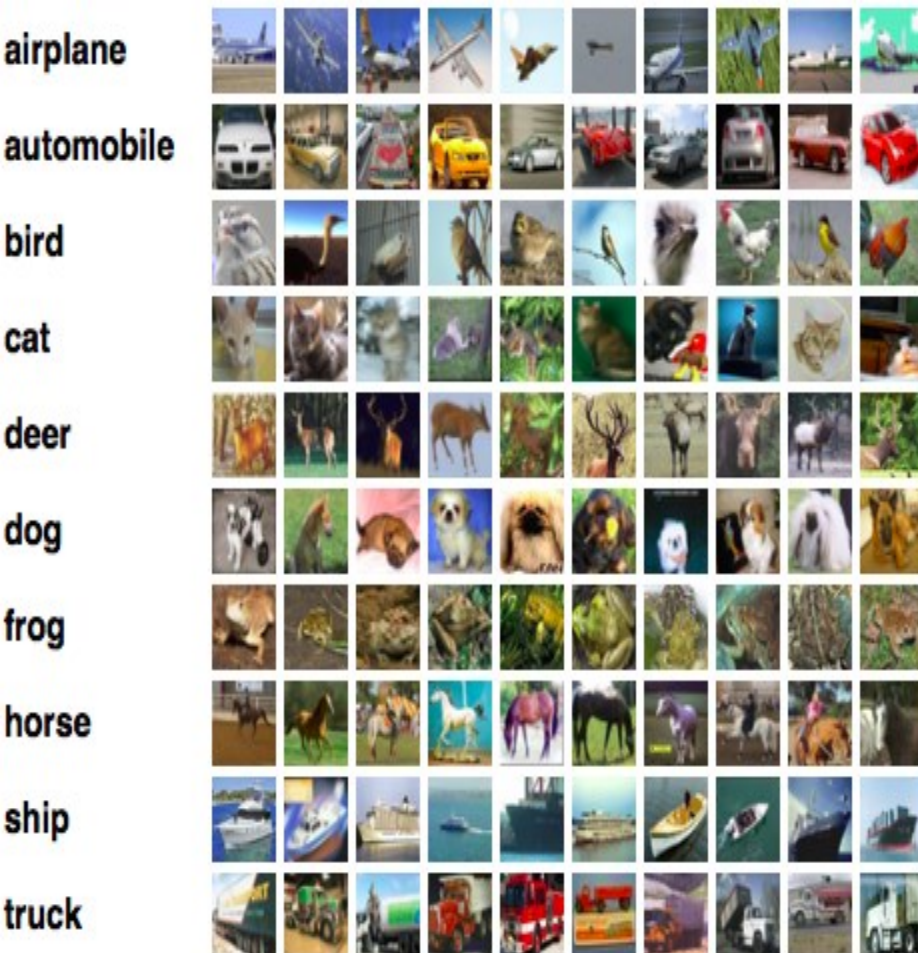 airplane
automobile
bird
cat
deer
dog
frog
horse
ship
truck